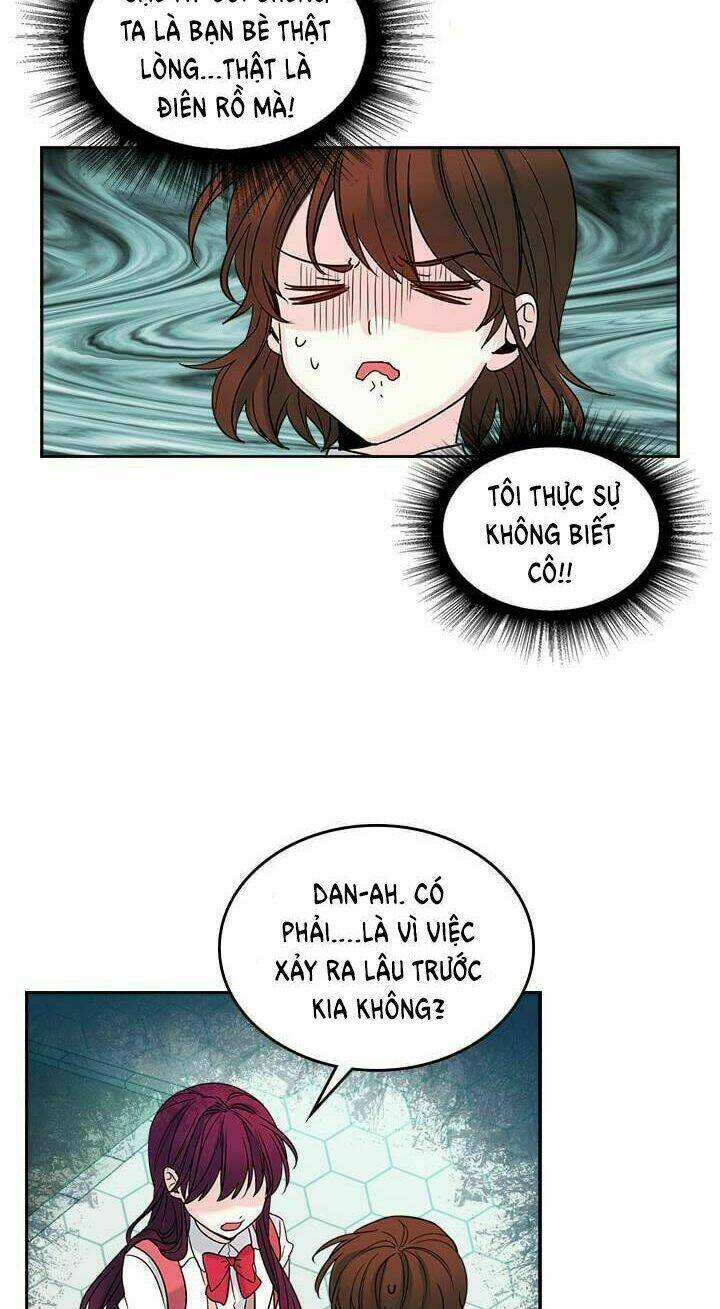 TA LÀ BẠN BÈ THẬT
LÒNG...THẬT LÀ
ĐIÊN RỒ MÀ!
TÔI THỰC SỰ
KHÔNG BIẾT
CÔ!!
DAN-AH. CÓ
PHẢI....LÀ VÌ VIỆC
XẢY RA LÂU TRƯỚC
KIA KHÔNG?